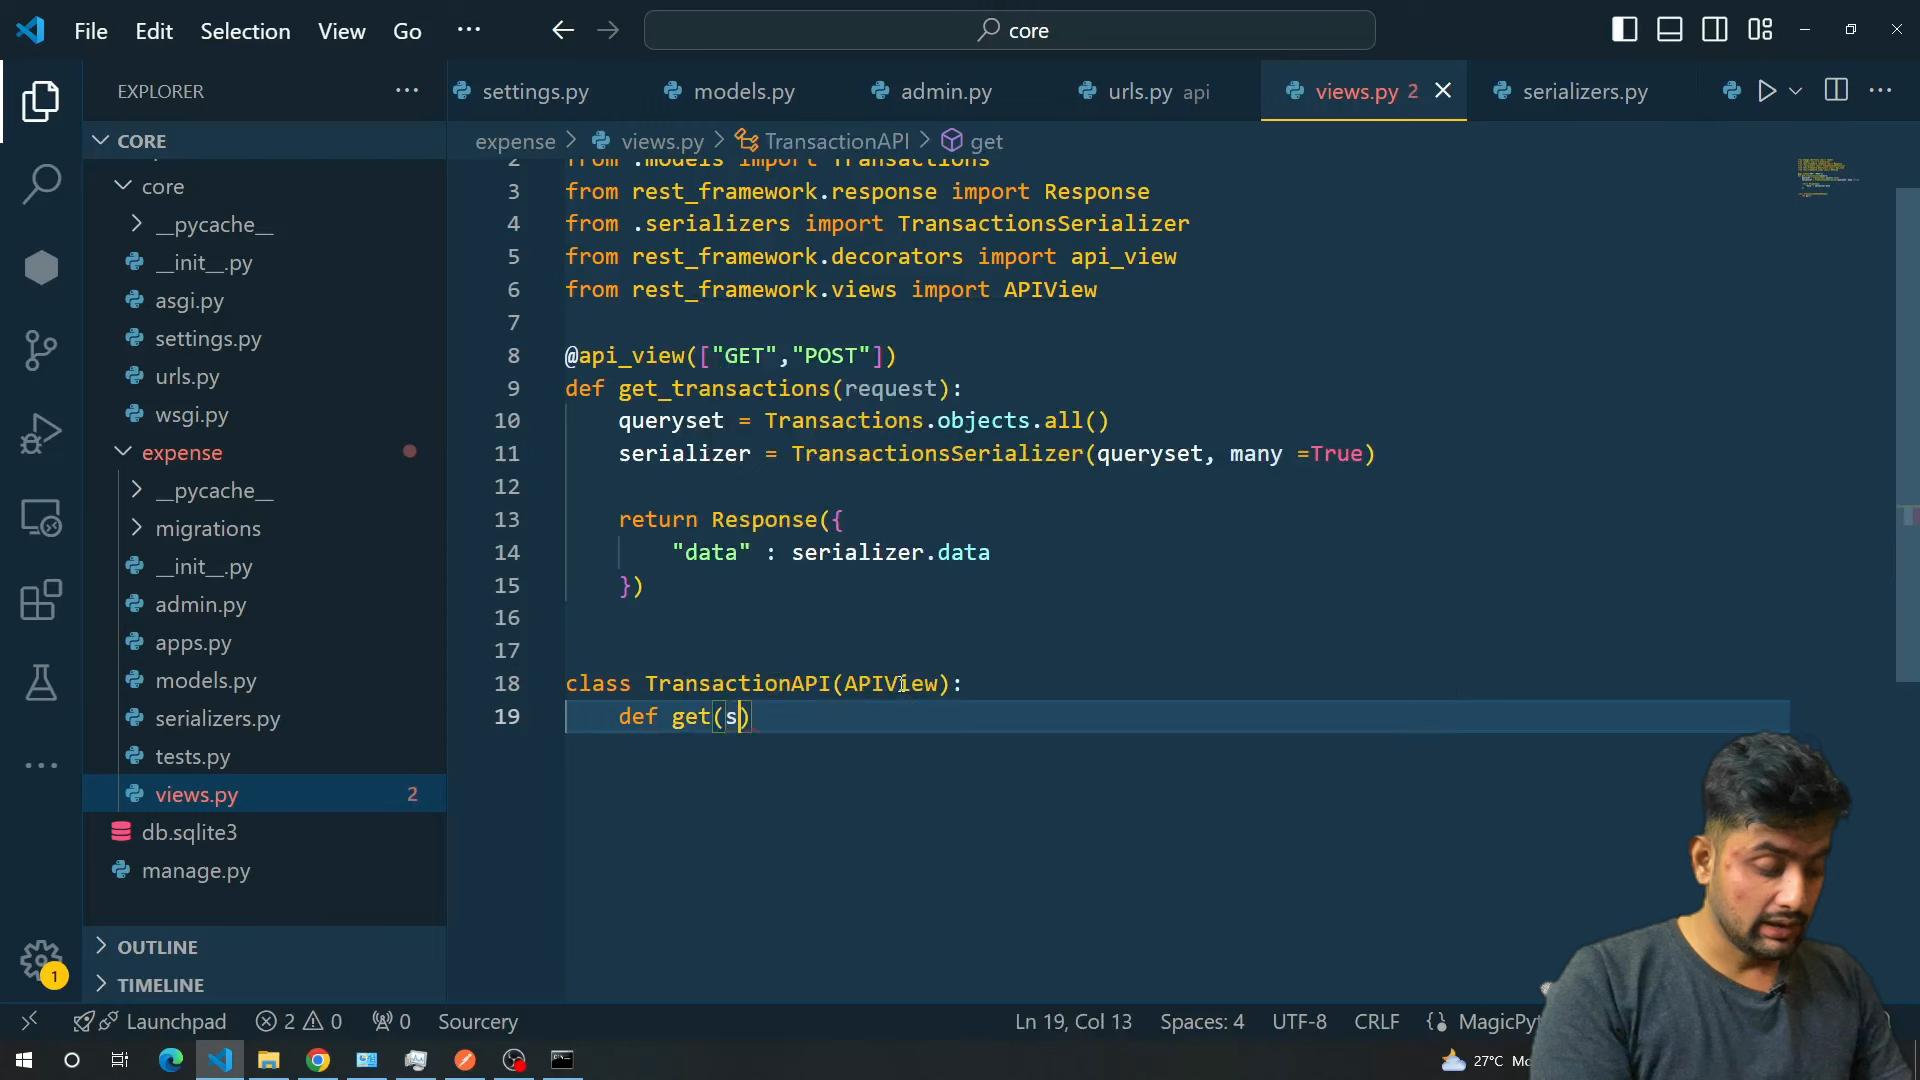 File Edit Selection View Go ... core
EXPLORER ...
settings.py models.py admin.py urls.py api views.py 2 serializers.py ...
CORE
expense > views.py > TransactionAPI > get
core
__pycache__
__init__.py
asgi.py
settings.py
urls.py
wsgi.py
expense
__pycache__
migrations
__init__.py
admin.py
apps.py
models.py
serializers.py
tests.py
views.py 2
db.sqlite3
manage.py
OUTLINE
TIMELINE
2 from .models import Transactions
3 from rest_framework.response import Response
4 from .serializers import TransactionsSerializer
5 from rest_framework.decorators import api_view
6 from rest_framework.views import APIView
7
8 @api_view(["GET","POST"])
9 def get_transactions(request):
10 queryset = Transactions.objects.all()
11 serializer = TransactionsSerializer(queryset, many =True)
12
13 return Response({
14 "data" : serializer.data
15 })
16
17
18 class TransactionAPI(APIView):
19 def get(s)
1
Launchpad 2 0 0 Sourcery Ln 19, Col 13 Spaces: 4 UTF-8 CRLF {} MagicPy
27°C